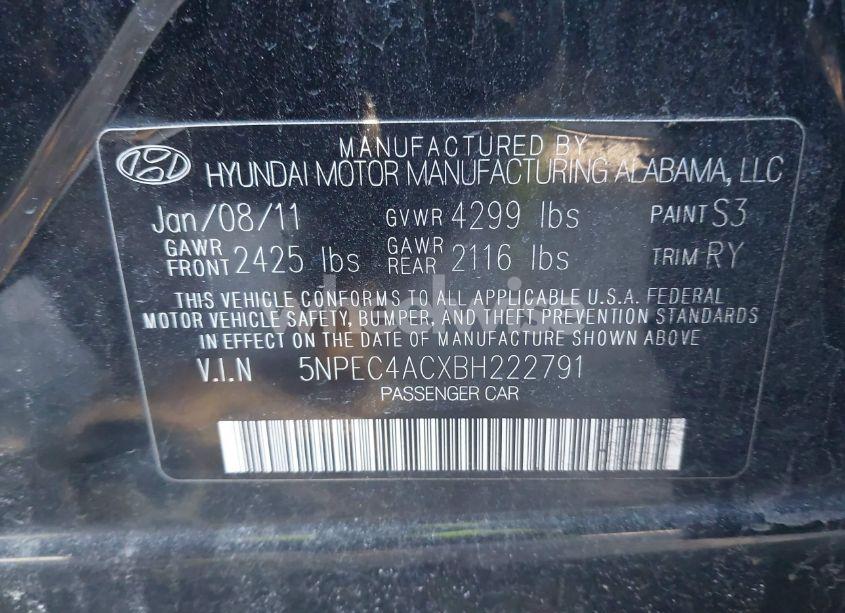 MANUFACTURED BY
HYUNDAI MOTOR MANUFACTURING ALABAMA, LLC
Jan/08/11 GVWR 4299 lbs PAINT S3
GAWR FRONT 2425 lbs GAWR REAR 2116 lbs TRIM RY
THIS VEHICLE CONFORMS TO ALL APPLICABLE U.S.A. FEDERAL
MOTOR VEHICLE SAFETY, BUMPER, AND THEFT PREVENTION STANDARDS
IN EFFECT ON THE DATE OF MANUFACTURE SHOWN ABOVE
V.I.N 5NPEC4ACXBH222791
PASSENGER CAR